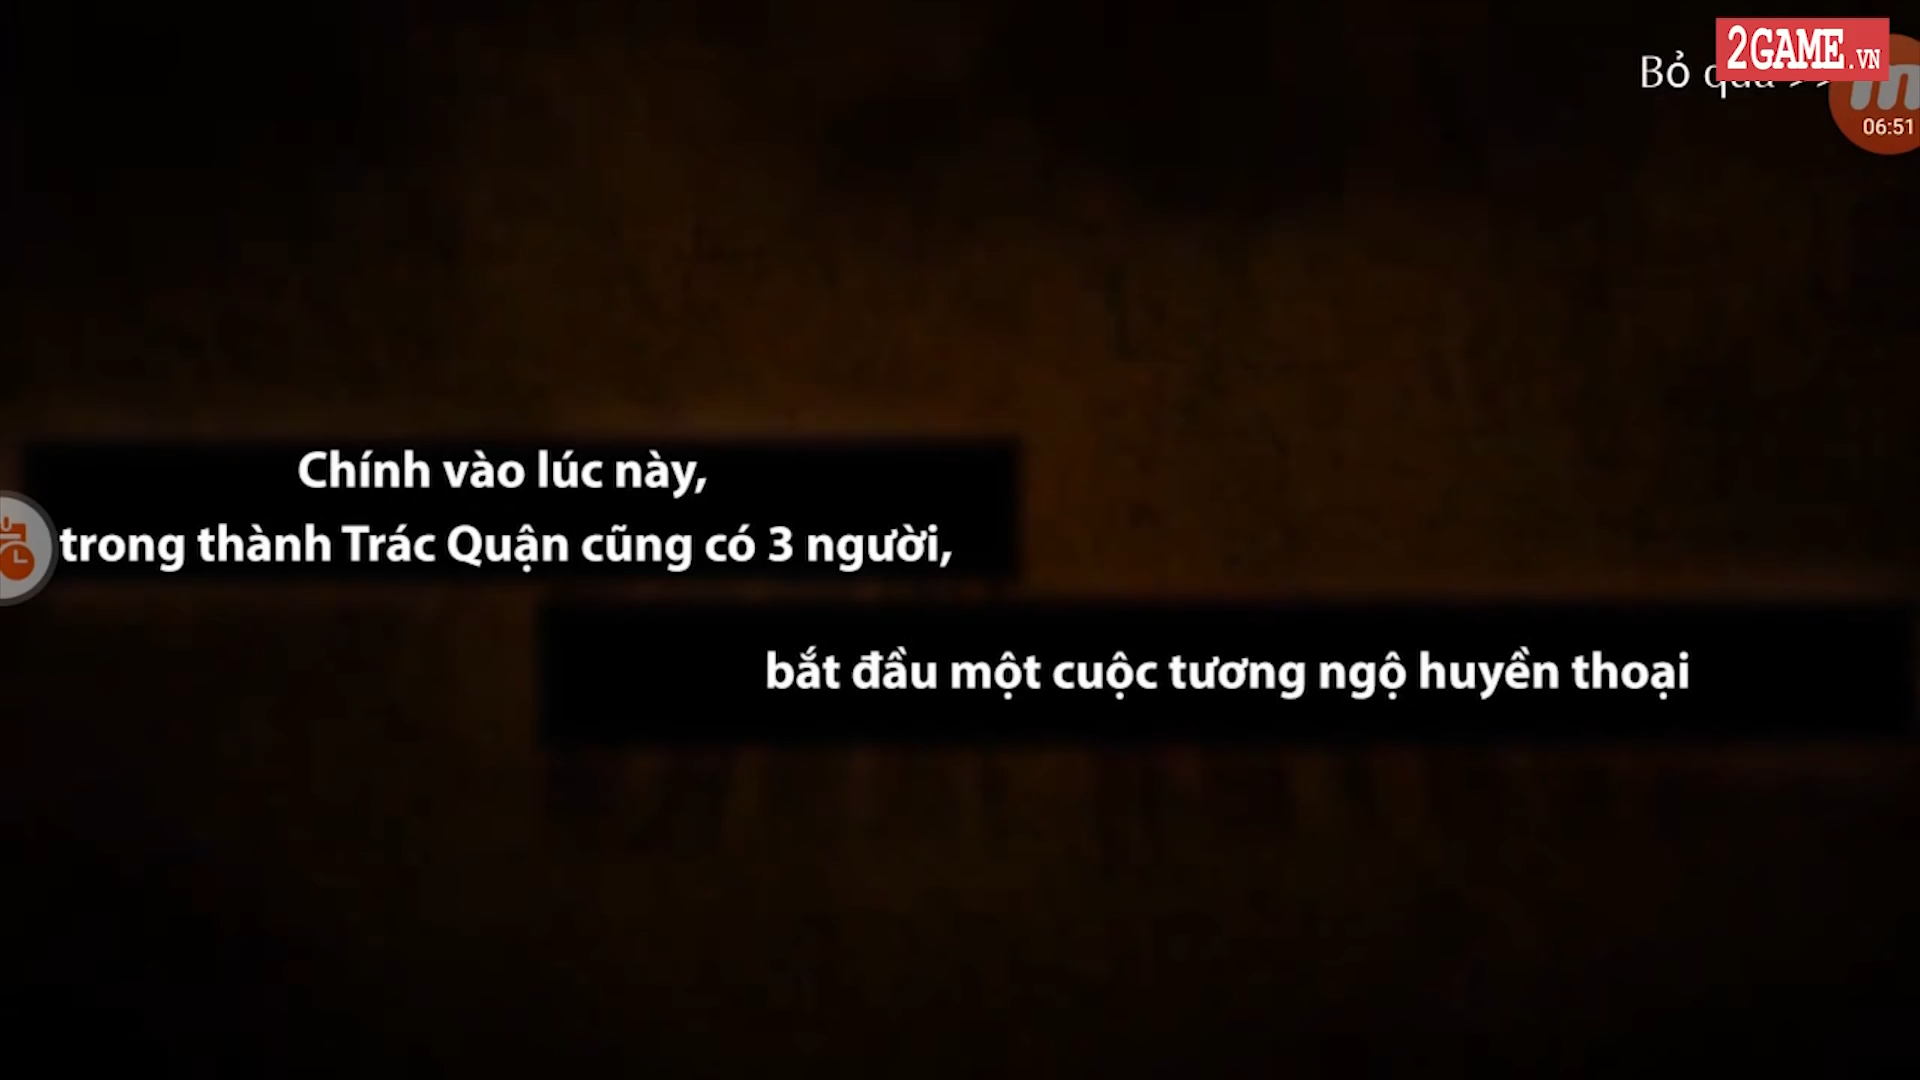 2GAME.VN
Bỏ qua >>
06:51
Chính vào lúc này,
trong thành Trác Quận cũng có 3 người,
bắt đầu một cuộc tương ngộ huyền thoại